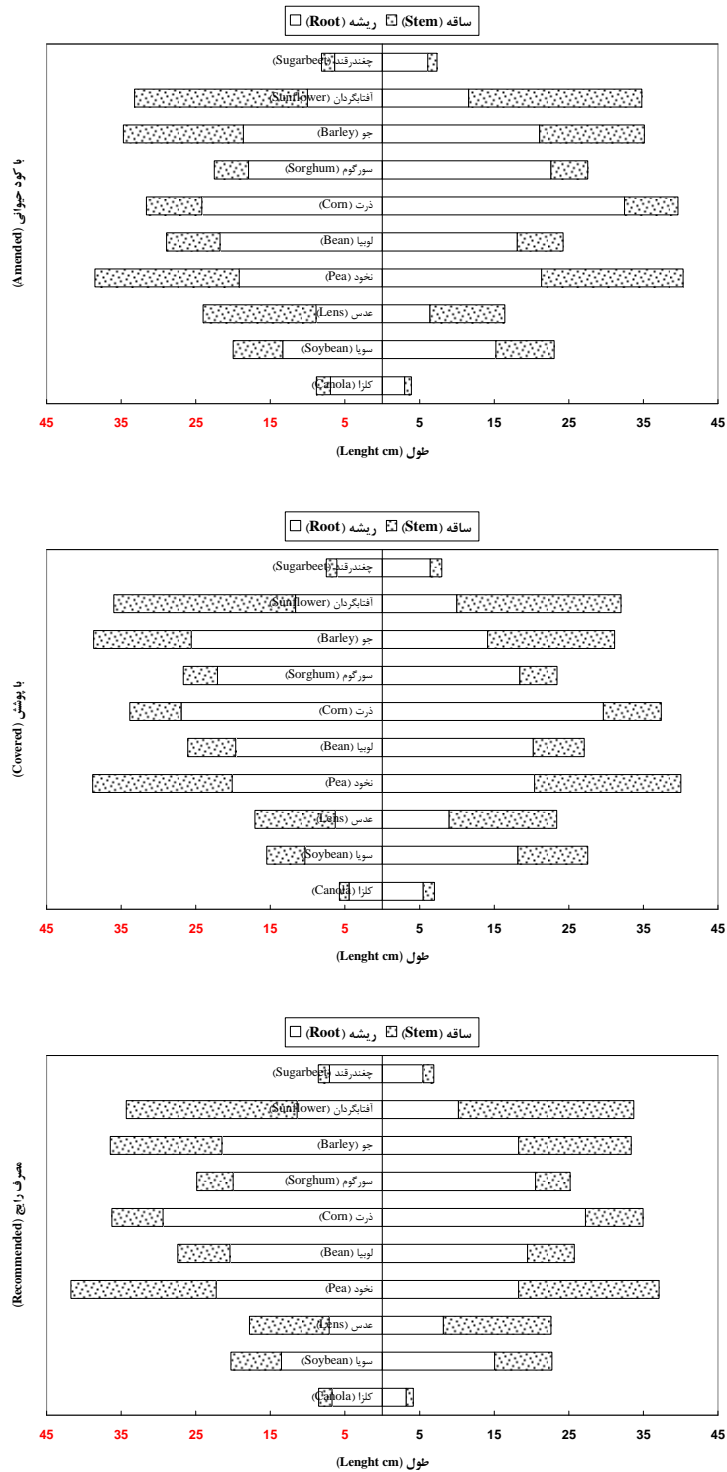 ریشه (Root) ساقه (Stem)
با کود حیوانی (Amended)
چغندرقند (Sugarbeet)
آفتابگردان (Sunflower)
جو (Barley)
سورگوم (Sorghum)
ذرت (Corn)
لوبیا (Bean)
نخود (Pea)
عدس (Lens)
سویا (Soybean)
کلزا (Canola)
45 35 25 15 5 5 15 25 35 45
طول (Lenght cm)
ریشه (Root) ساقه (Stem)
با پوشش (Covered)
چغندرقند (Sugarbeet)
آفتابگردان (Sunflower)
جو (Barley)
سورگوم (Sorghum)
ذرت (Corn)
لوبیا (Bean)
نخود (Pea)
عدس (Lens)
سویا (Soybean)
کلزا (Canola)
45 35 25 15 5 5 15 25 35 45
طول (Lenght cm)
ریشه (Root) ساقه (Stem)
مصرف رایج (Recommended)
چغندرقند (Sugarbeet)
آفتابگردان (Sunflower)
جو (Barley)
سورگوم (Sorghum)
ذرت (Corn)
لوبیا (Bean)
نخود (Pea)
عدس (Lens)
سویا (Soybean)
کلزا (Canola)
45 35 25 15 5 5 15 25 35 45
طول (Lenght cm)